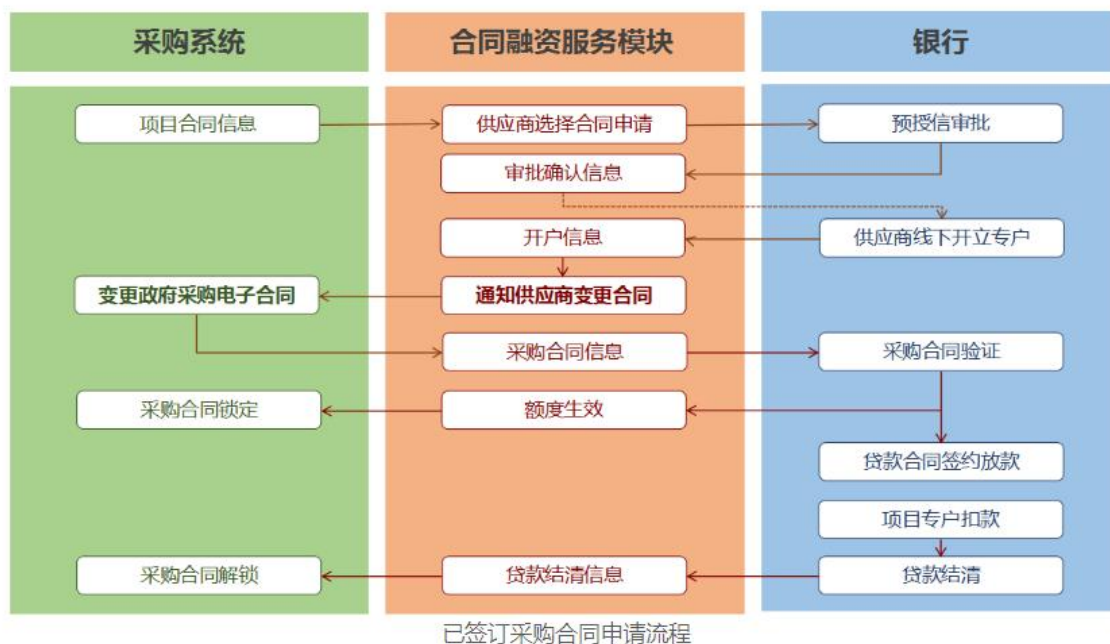 采购系统
合同融资服务模块
银行
项目合同信息
供应商选择合同申请
预授信审批
审批确认信息
开户信息
供应商线下开立专户
变更政府采购电子合同
通知供应商变更合同
采购合同信息
采购合同验证
采购合同锁定
额度生效
贷款合同签约放款
项目专户扣款
采购合同解锁
贷款结清信息
贷款结清
已签订采购合同申请流程